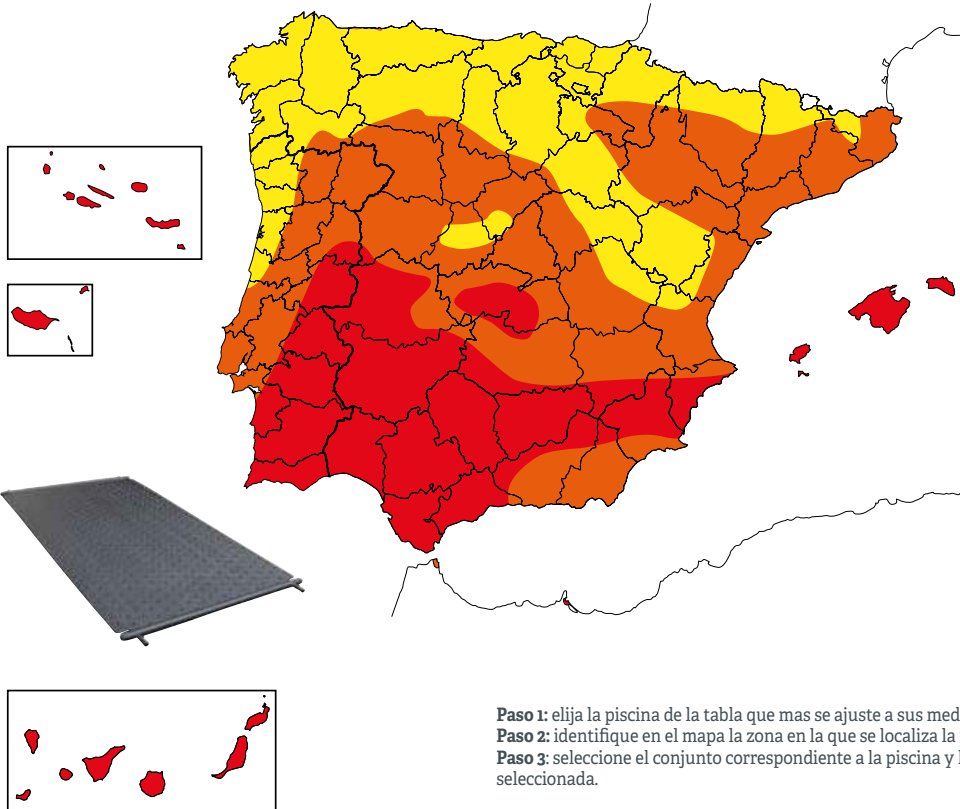 Paso 1: elija la piscina de la tabla que mas se ajuste a sus
Paso 2: identifique en el mapa la zona en la que se localiza la
Paso 3: seleccione el conjunto correspondiente a la piscina y
seleccionada.